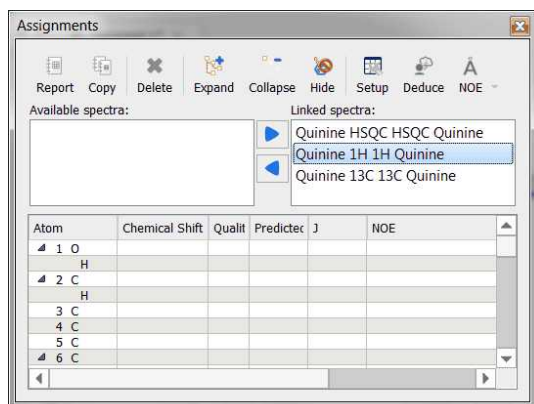 Assignments
Report Copy Delete Expand Collapse Hide Setup Deduce NOE
Available spectra: Linked spectra:
Quinine HSQC HSQC Quinine
Quinine 1H 1H Quinine
Quinine 13C 13C Quinine
Atom Chemical Shift Qualit Predictec J NOE
1 O
H
2 C
H
3 C
4 C
5 C
6 C